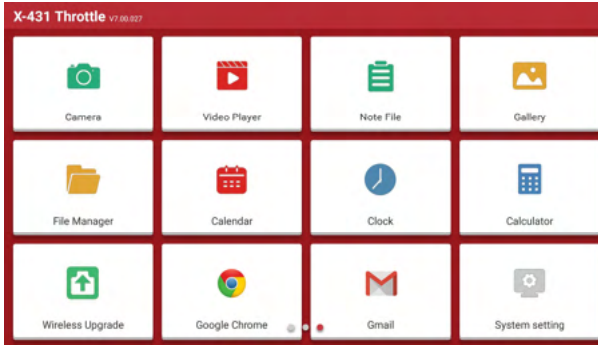 X-431 Throttle V7.00.027
Camera
Video Player
Note File
Gallery
File Manager
Calendar
Clock
Calculator
Wireless Upgrade
Google Chrome
Gmail
System setting